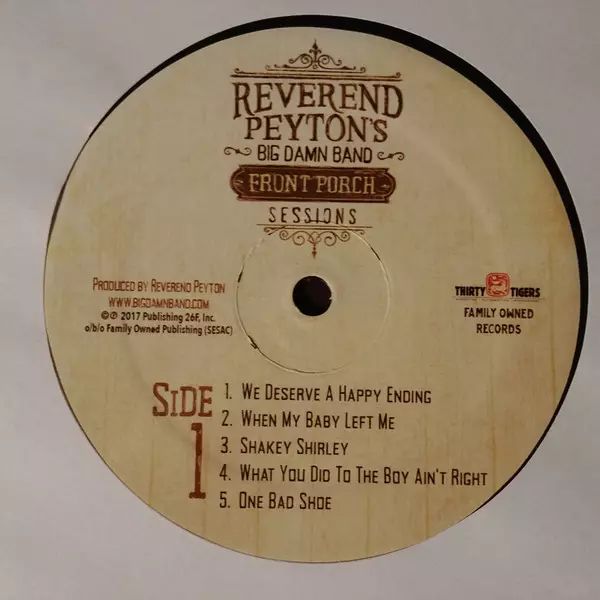 REVEREND
PEYTON'S
BIG DAMN BAND
FRONT PORCH
SESSIONS
PRODUCED BY REVEREND PEYTON
WWW.BIGDAMNBAND.COM
©℗ 2017 Publishing 26F, Inc.
o/b/o Family Owned Publishing (SESAC)
THIRTY TIGERS
FAMILY OWNED
RECORDS
SIDE
1
1. WE DESERVE A HAPPY ENDING
2. WHEN MY BABY LEFT ME
3. SHAKEY SHIRLEY
4. WHAT YOU DID TO THE BOY AIN'T RIGHT
5. ONE BAD SHOE